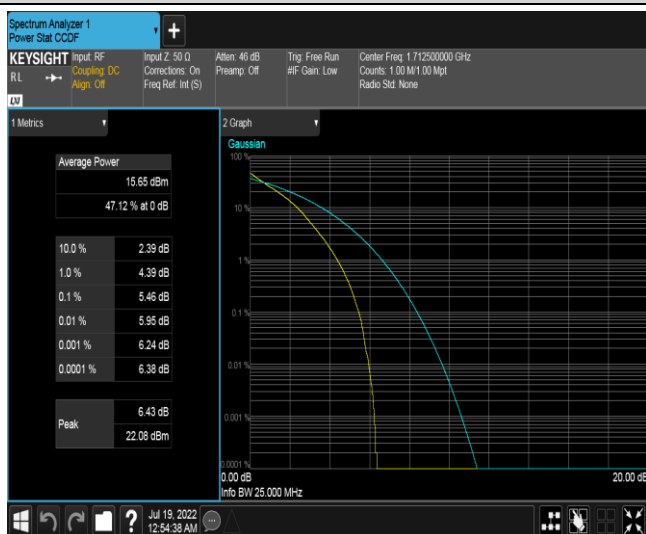 Spectrum Analyzer 1
Power Stat CCDF
+
KEYSIGHT
RL
LXI
Input: RF
Coupling: DC
Align: Off
Input Z: 50 Ω
Corrections: On
Freq Ref: Int (S)
Atten: 46 dB
Preamp: Off
Trig: Free Run
#IF Gain: Low
Center Freq: 1.712500000 GHz
Counts: 1.00 M/1.00 Mpt
Radio Std: None
1 Metrics
Average Power
15.65 dBm
47.12 % at 0 dB
10.0 % 2.39 dB
1.0 % 4.39 dB
0.1 % 5.46 dB
0.01 % 5.95 dB
0.001 % 6.24 dB
0.0001 % 6.38 dB
Peak
6.43 dB
22.08 dBm
2 Graph
Gaussian
100 %
10 %
1 %
0.1 %
0.01 %
0.001 %
0.0001 %
0.00 dB
20.00 dB
Info BW 25.000 MHz
?
Jul 19, 2022
12:54:38 AM